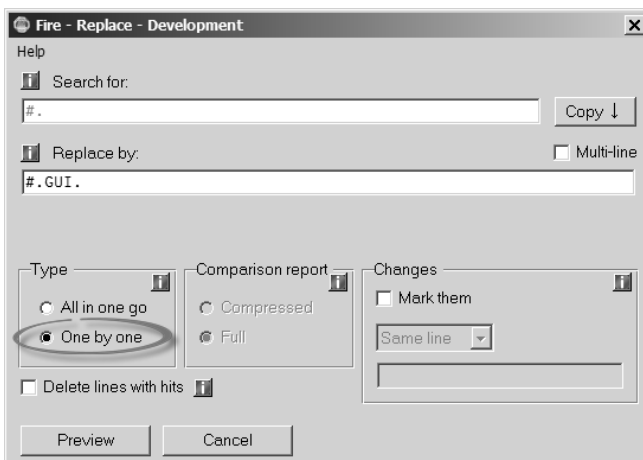 Fire - Replace - Development
Help
Search for:
#.
Copy ↓
Replace by:
Multi-line
#.GUI.
Type
Comparison report
Changes
All in one go
Compressed
Mark them
One by one
Full
Same line
Delete lines with hits
Preview
Cancel